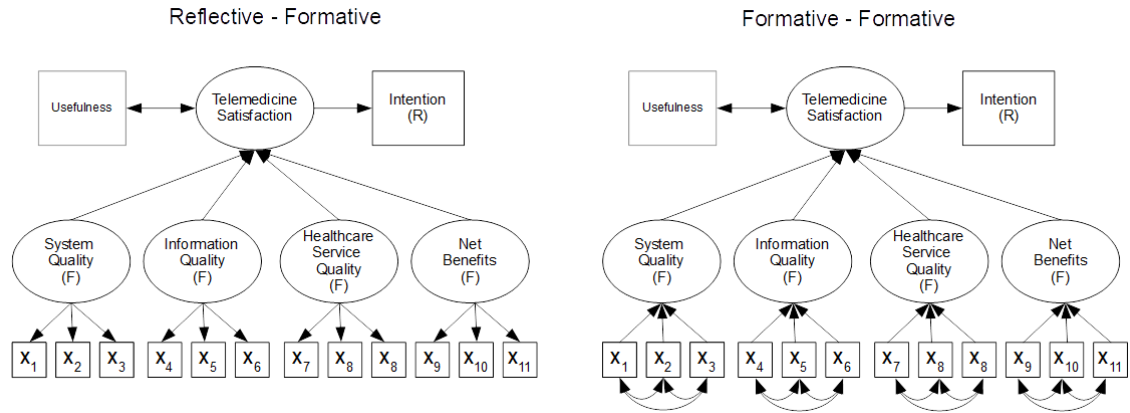 Reflective - Formative
Usefulness
Telemedicine
Satisfaction
Intention
(R)
System
Quality
(F)
Information
Quality
(F)
Healthcare
Service
Quality
(F)
Net
Benefits
(F)
X1 X2 X3 X4 X5 X6 X7 X8 X8 X9 X10 X11
Formative - Formative
Usefulness
Telemedicine
Satisfaction
Intention
(R)
System
Quality
(F)
Information
Quality
(F)
Healthcare
Service
Quality
(F)
Net
Benefits
(F)
X1 X2 X3 X4 X5 X6 X7 X8 X8 X9 X10 X11